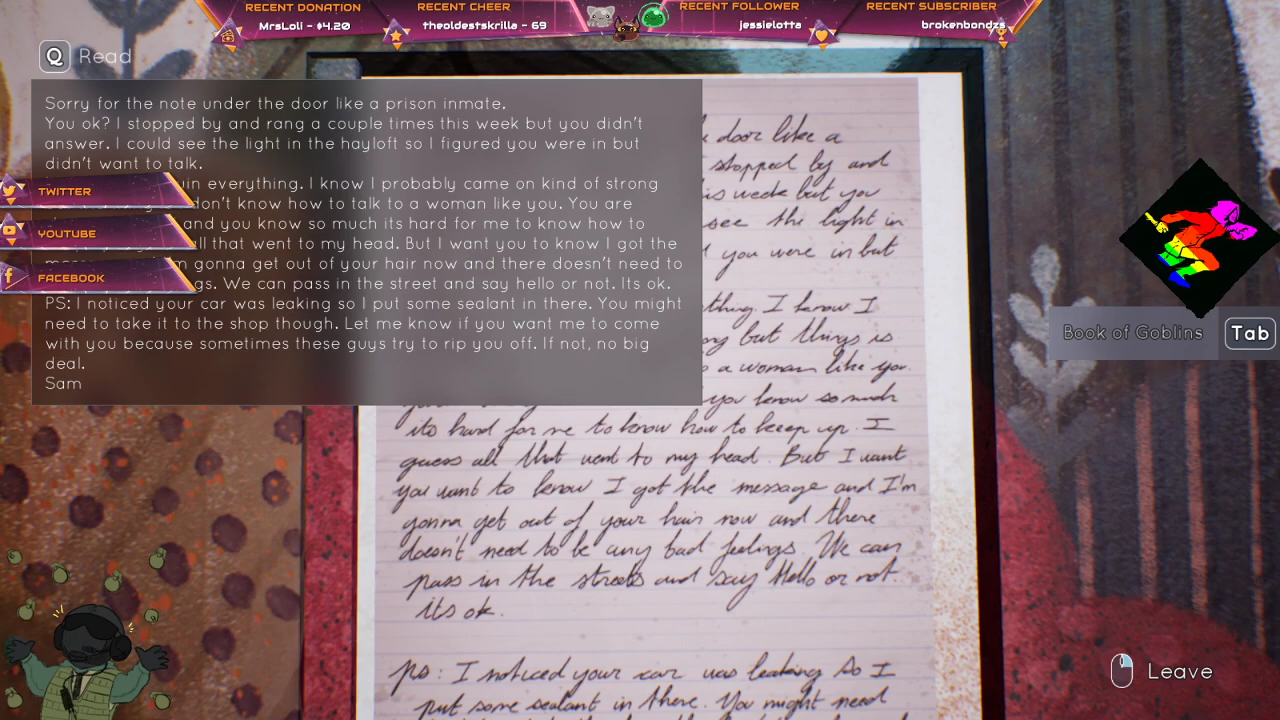 RECENT DONATION
MrsLoli - $4.20
RECENT CHEER
theoldestskrilla - 69
RECENT FOLLOWER
jessielotta
RECENT SUBSCRIBER
brokenbondzs
Q Read
Sorry for the note under the door like a prison inmate.
You ok? I stopped by and rang a couple times this week but you didn't
answer. I could see the light in the hayloft so I figured you were in but
didn't want to talk.
in everything. I know I probably came on kind of strong
don't know how to talk to a woman like you. You are
and you know so much its hard for me to know how to
all that went to my head. But I want you to know I got the
gonna get out of your hair now and there doesn't need to
We can pass in the street and say hello or not. Its ok.
PS: I noticed your car was leaking so I put some sealant in there. You might
need to take it to the shop though. Let me know if you want me to come
with you because sometimes these guys try to rip you off. If not, no big
deal.
Sam
TWITTER
YOUTUBE
FACEBOOK
door like a
stopped by and
is week but you
see the light in
you were in but
thing. I know I
but things is
a woman like you.
you know so much
its hard for me to know how to keep up. I
guess all that went to my head. But I want
you want to know I got the message and I'm
gonna get out of your hair now and there
doesn't need to be any bad feelings. We can
pass in the streets and say Hello or not.
its ok.
ps: I noticed your car was leaking so I
put some sealant in there. You might need
Book of Goblins Tab
Leave